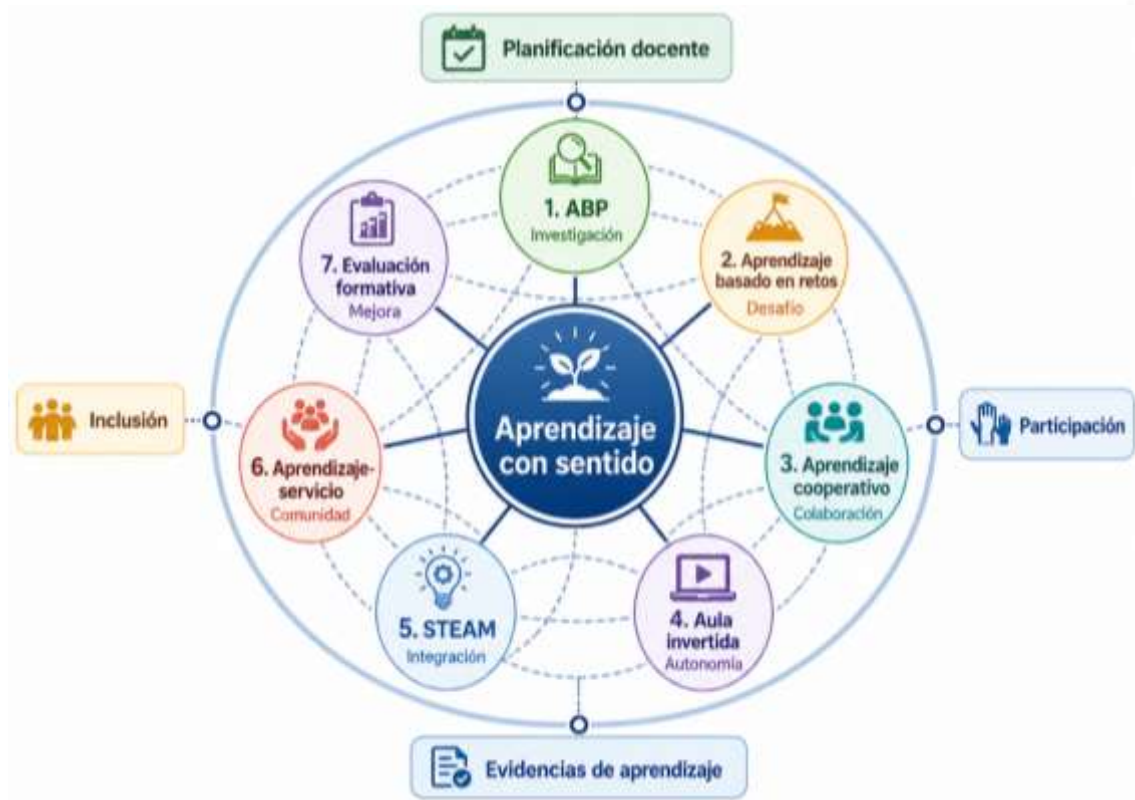 Planificación docente
1. ABP
Investigación
2. Aprendizaje
basado en retos
Desafío
3. Aprendizaje
cooperativo
Colaboración
4. Aula
invertida
Autonomía
5. STEAM
Integración
6. Aprendizaje-
servicio
Comunidad
7. Evaluación
formativa
Mejora
Aprendizaje
con sentido
Inclusión
Participación
Evidencias de aprendizaje